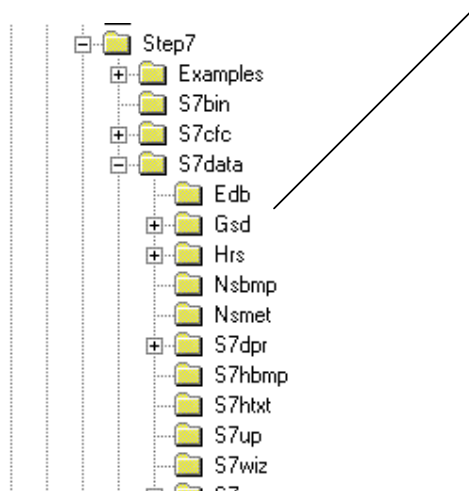 Step7
Examples
S7bin
S7cfc
S7data
Edb
Gsd
Hrs
Nsbmp
Nsmet
S7dpr
S7hbmp
S7htxt
S7up
S7wiz